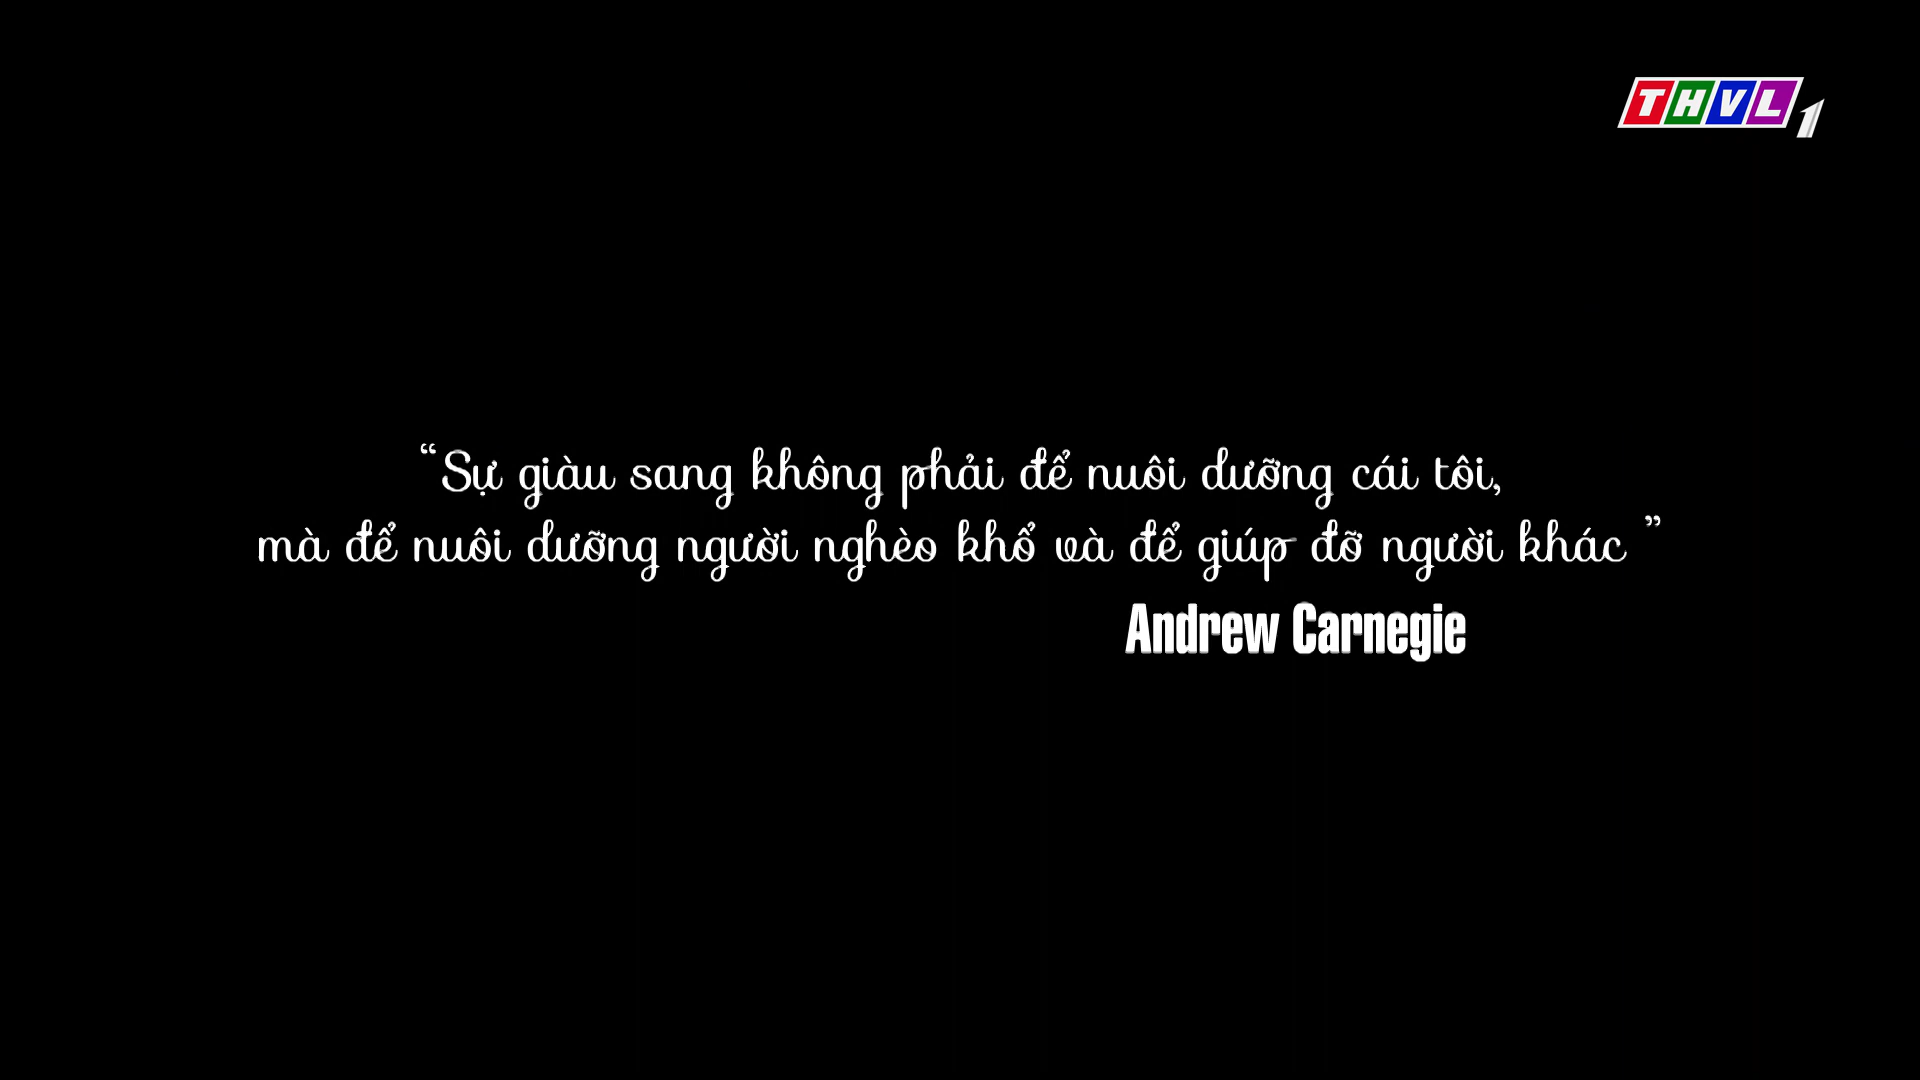 THVL1
“Sự giàu sang không phải để nuôi dưỡng cái tôi,
mà để nuôi dưỡng người nghèo khổ và để giúp đỡ người khác ”
Andrew Carnegie